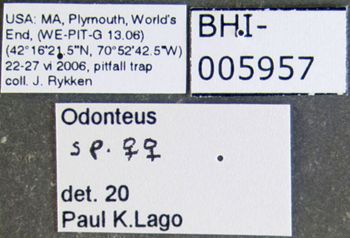 USA: MA, Plymouth, World's
End, (WE-PIT-G 13.06)
(42°16'21.5"N, 70°52'42.5"W)
22-27 vi 2006, pitfall trap
coll. J. Rykken
BHI-
005957
Odonteus
sp. ♀♀
det. 20
Paul K.Lago